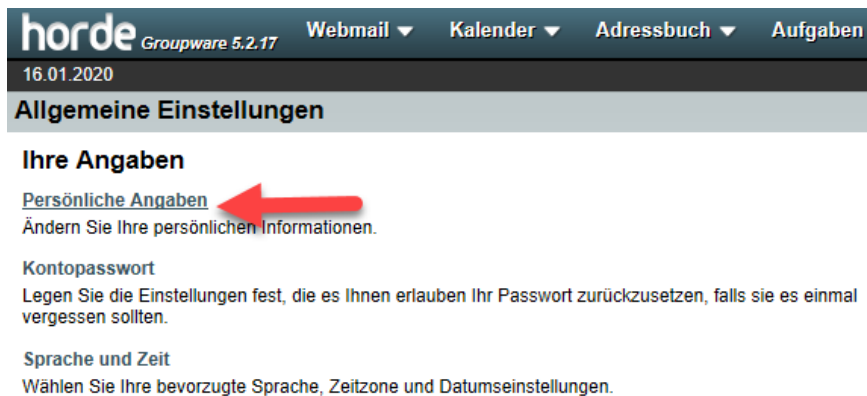 horde Groupware 5.2.17 Webmail Kalender Adressbuch Aufgaben
16.01.2020
Allgemeine Einstellungen
Ihre Angaben
Persönliche Angaben
Ändern Sie Ihre persönlichen Informationen.
Kontopasswort
Legen Sie die Einstellungen fest, die es Ihnen erlauben Ihr Passwort zurückzusetzen, falls sie es einmal
vergessen sollten.
Sprache und Zeit
Wählen Sie Ihre bevorzugte Sprache, Zeitzone und Datumseinstellungen.